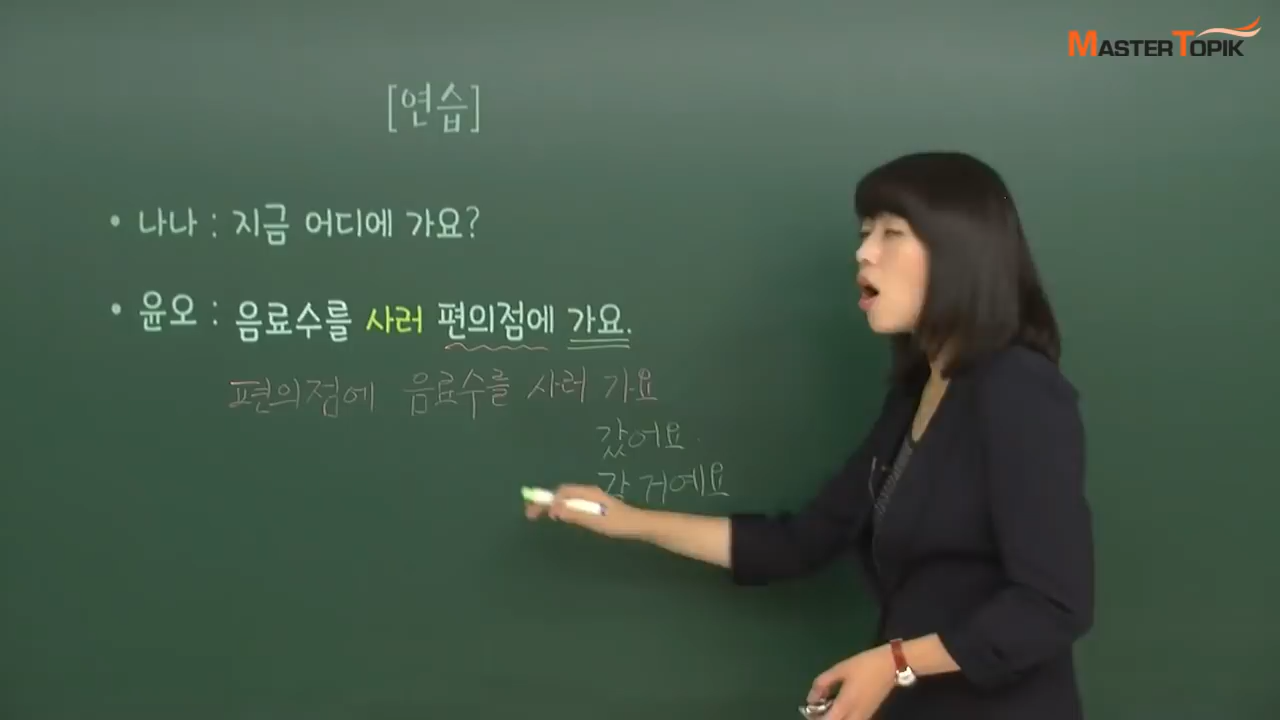 MASTERTOPIK
[연습]
• 나나 : 지금 어디에 가요?
• 윤오 : 음료수를 사러 편의점에 가요.
편의점에 음료수를 사러 가요
갔어요.
갈 거예요